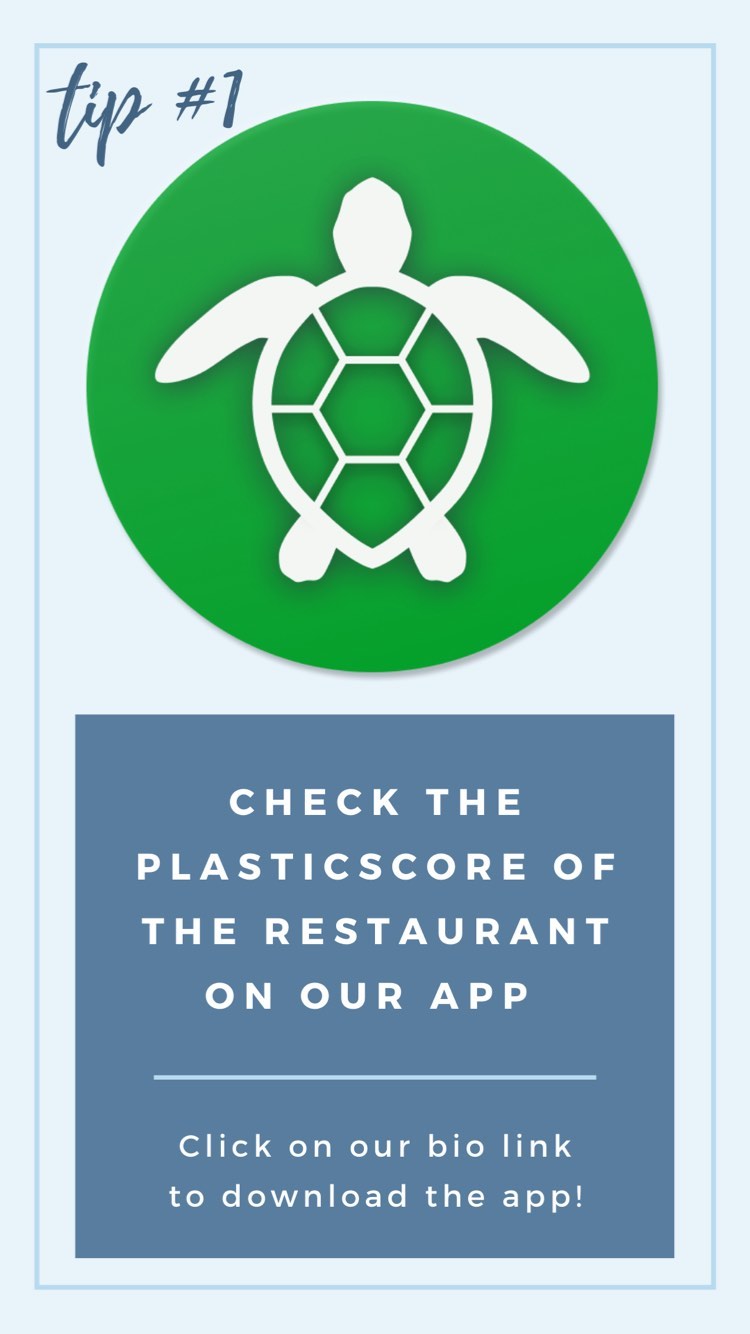 tip #1
CHECK THE
PLASTICSCORE OF
THE RESTAURANT
ON OUR APP
Click on our bio link
to download the app!